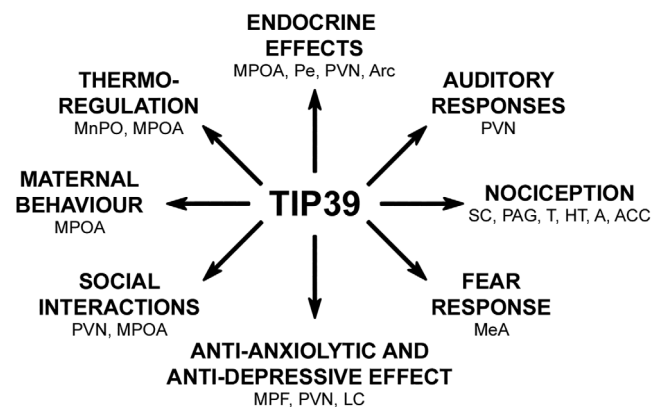 ENDOCRINE
EFFECTS
MPOA, Pe, PVN, Arc
THERMO-
REGULATION
MnPO, MPOA
AUDITORY
RESPONSES
PVN
MATERNAL
BEHAVIOUR
MPOA
TIP39
NOCICEPTION
SC, PAG, T, HT, A, ACC
SOCIAL
INTERACTIONS
PVN, MPOA
FEAR
RESPONSE
MeA
ANTI-ANXIOLYTIC AND
ANTI-DEPRESSIVE EFFECT
MPF, PVN, LC